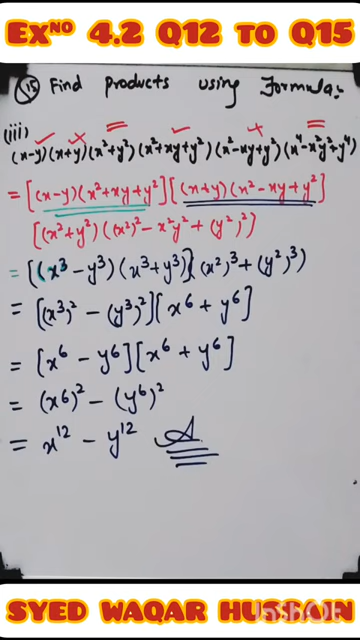 Exᴺᴼ 4.2 Q12 TO Q15
Q15 Find products using Formula:
(iii)
(x-y)(x+y)(x²+y²)(x²+xy+y²)(x²-xy+y²)(x⁴-x²y²+y⁴)
= [(x-y)(x²+xy+y²)][(x+y)(x²-xy+y²]
[(x²+y²)((x²)²-x²y²+(y²)²)
= [(x³-y³)(x³+y³)](x²)³+(y²)³)
= [(x³)²-(y³)²][x⁶+y⁶]
= [x⁶-y⁶][x⁶+y⁶]
= (x⁶)²-(y⁶)²
= x¹²-y¹²
SYED WAQAR HUSSAIN
InShOt